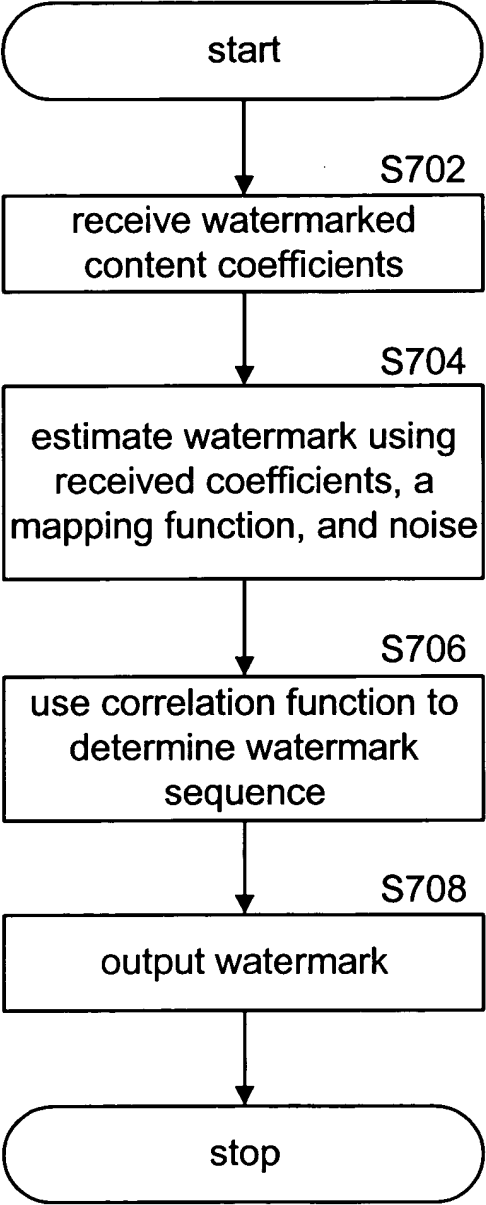 start
S702
receive watermarked
content coefficients
S704
estimate watermark using
received coefficients, a
mapping function, and noise
S706
use correlation function to
determine watermark
sequence
S708
output watermark
stop